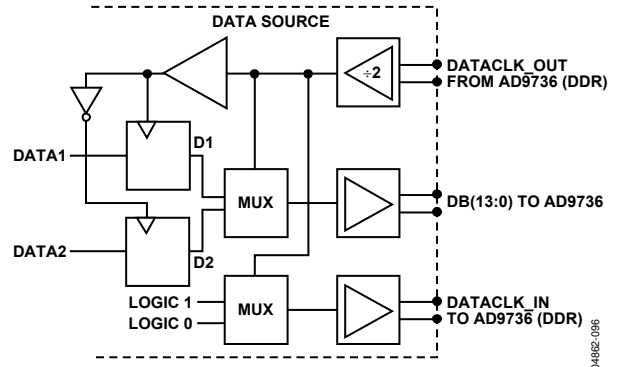 DATA SOURCE
÷2
DATACLK_OUT
FROM AD9736 (DDR)
DATA1
D1
MUX
DB(13:0) TO AD9736
DATA2
D2
LOGIC 1
LOGIC 0
MUX
DATACLK_IN
TO AD9736 (DDR)
04862-096